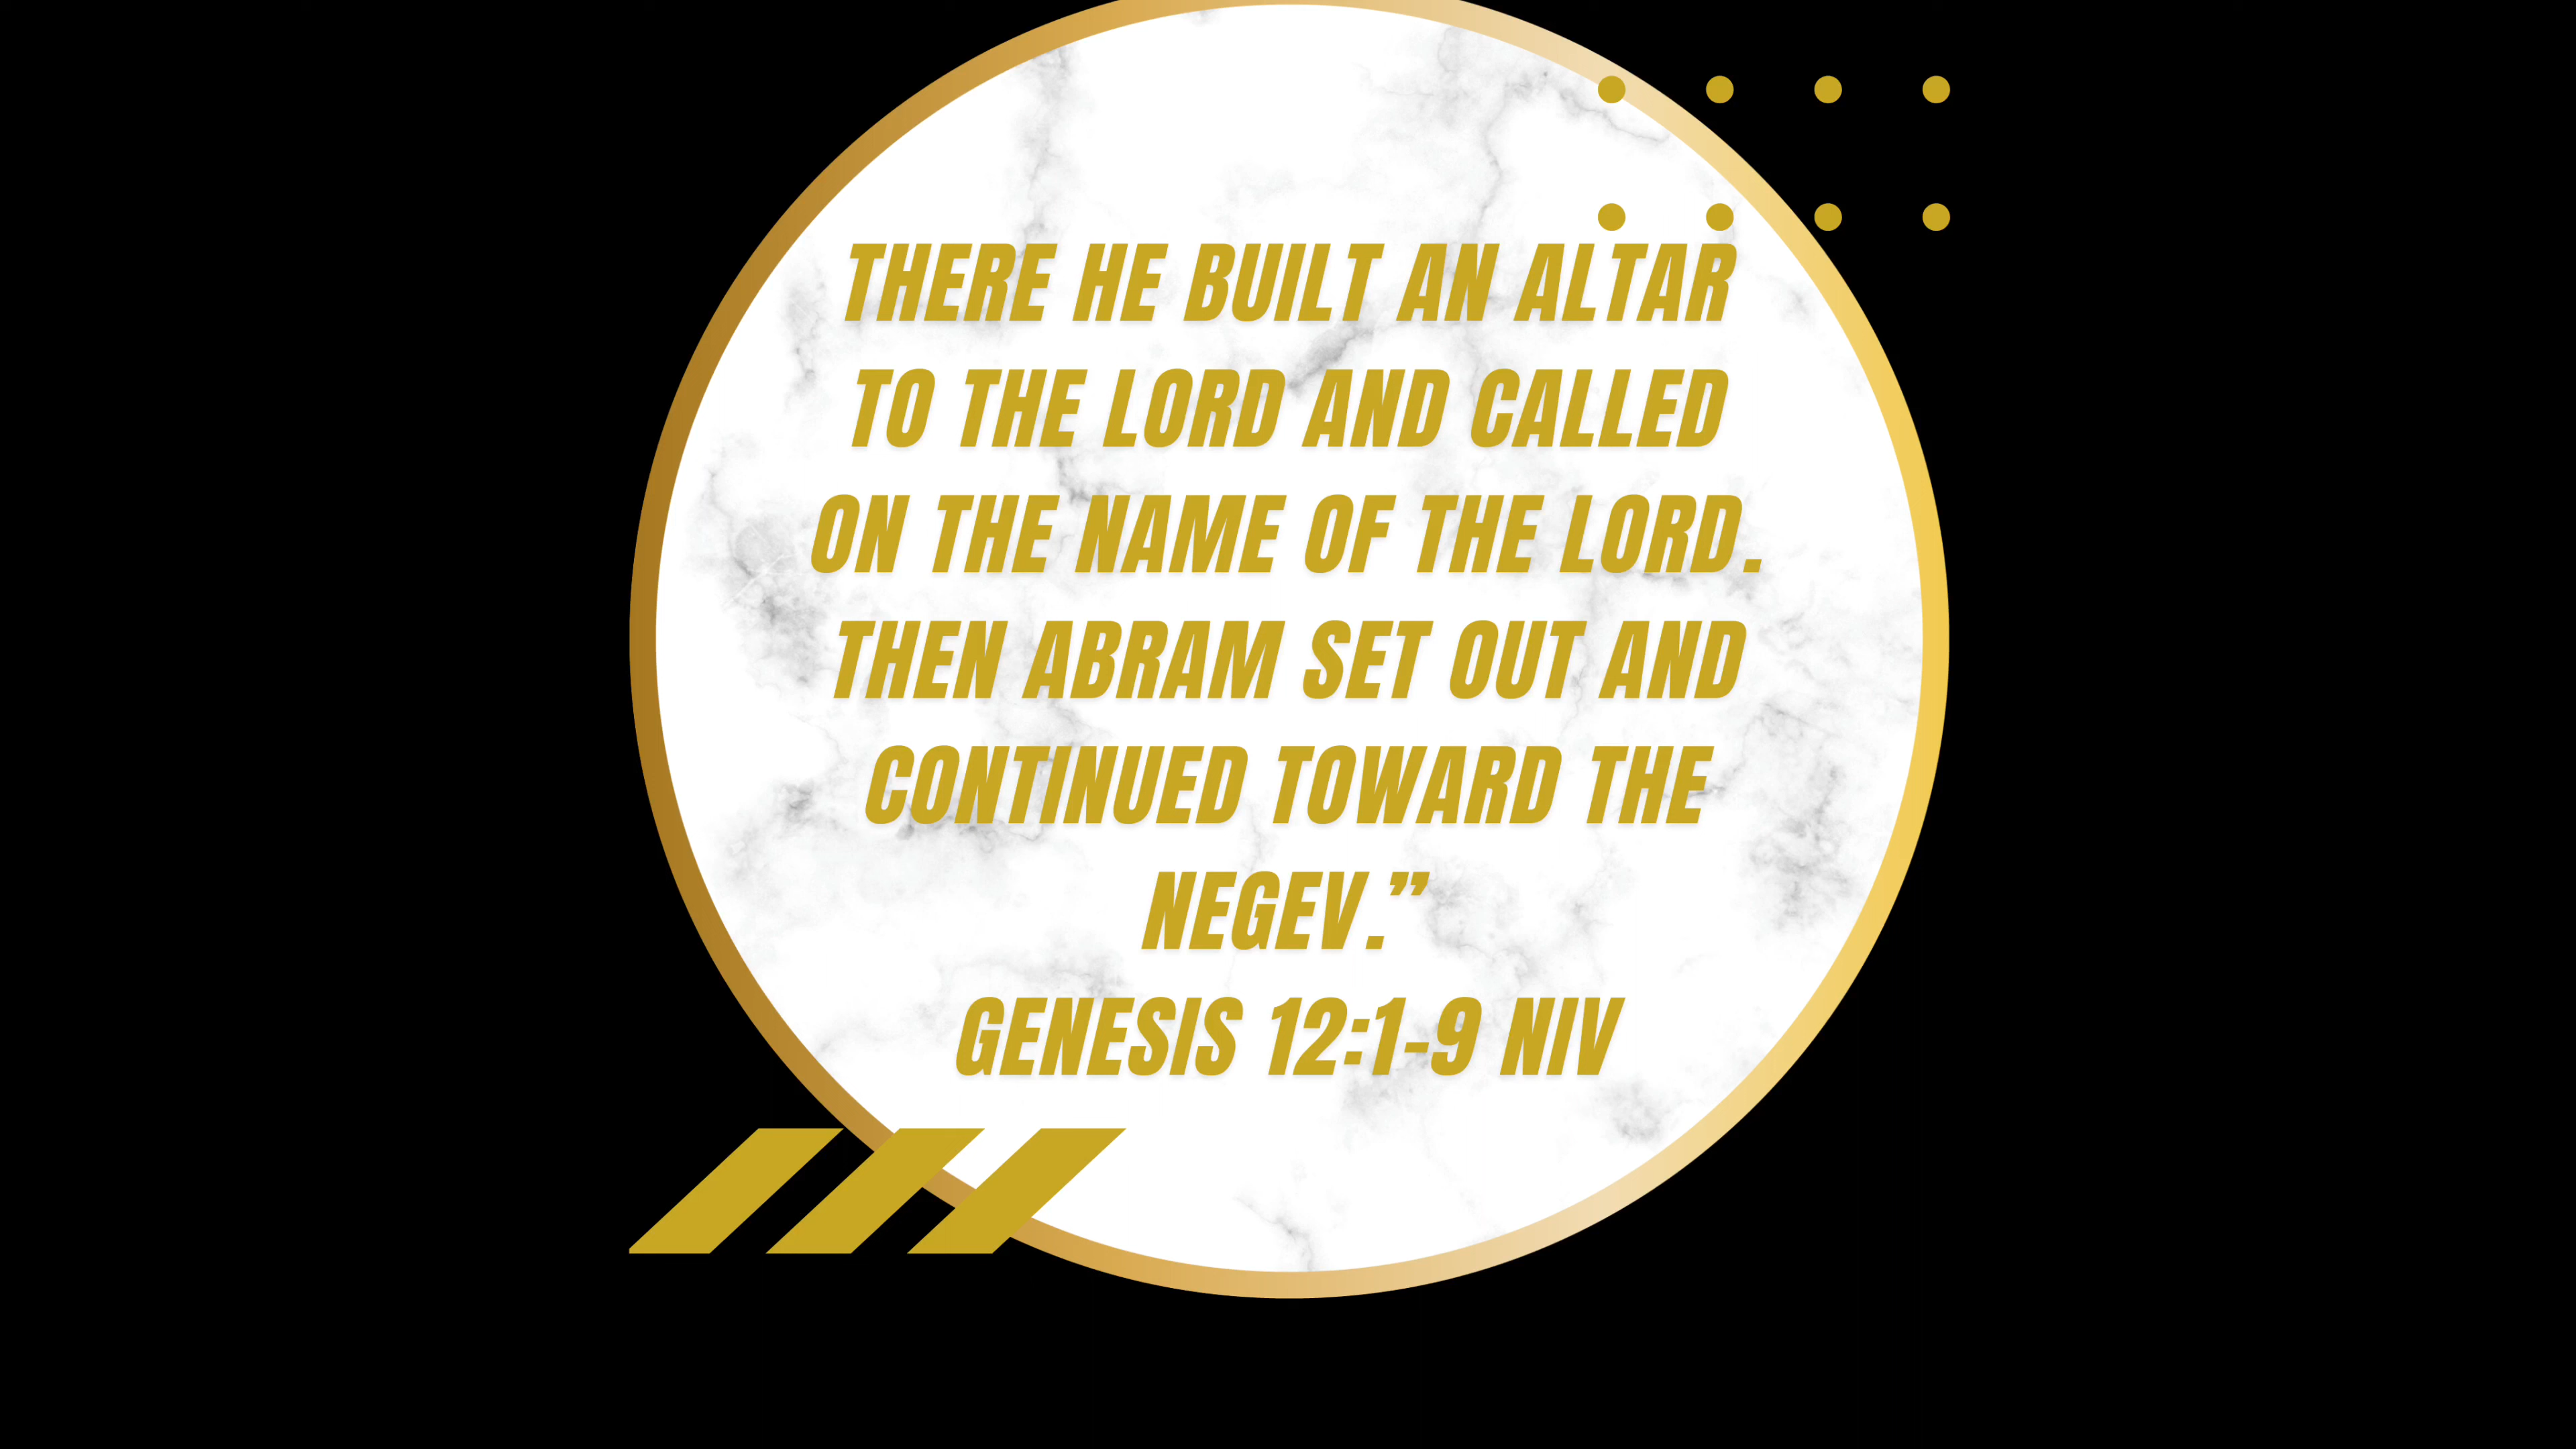 THERE HE BUILT AN ALTAR
TO THE LORD AND CALLED
ON THE NAME OF THE LORD.
THEN ABRAM SET OUT AND
CONTINUED TOWARD THE
NEGEV.”
GENESIS 12:1-9 NIV